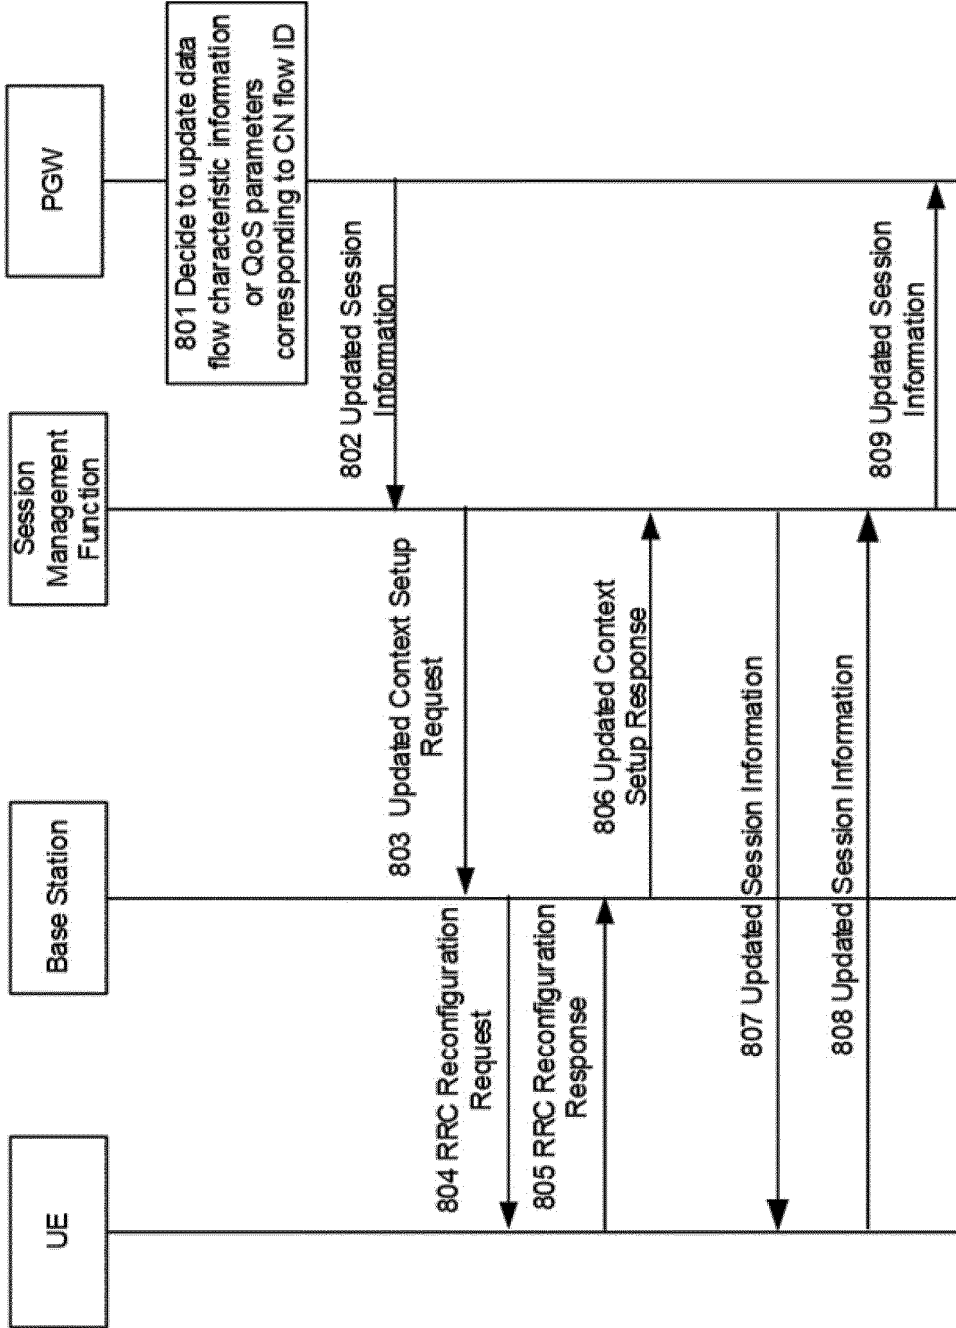 UE
Base Station
Session
Management
Function
PGW
801 Decide to update data
flow characteristic information
or QoS parameters
corresponding to CN flow ID
802 Updated Session
Information
803 Updated Context Setup
Request
804 RRC Reconfiguration
Request
805 RRC Reconfiguration
Response
806 Updated Context
Setup Response
807 Updated Session Information
808 Updated Session Information
809 Updated Session
Information